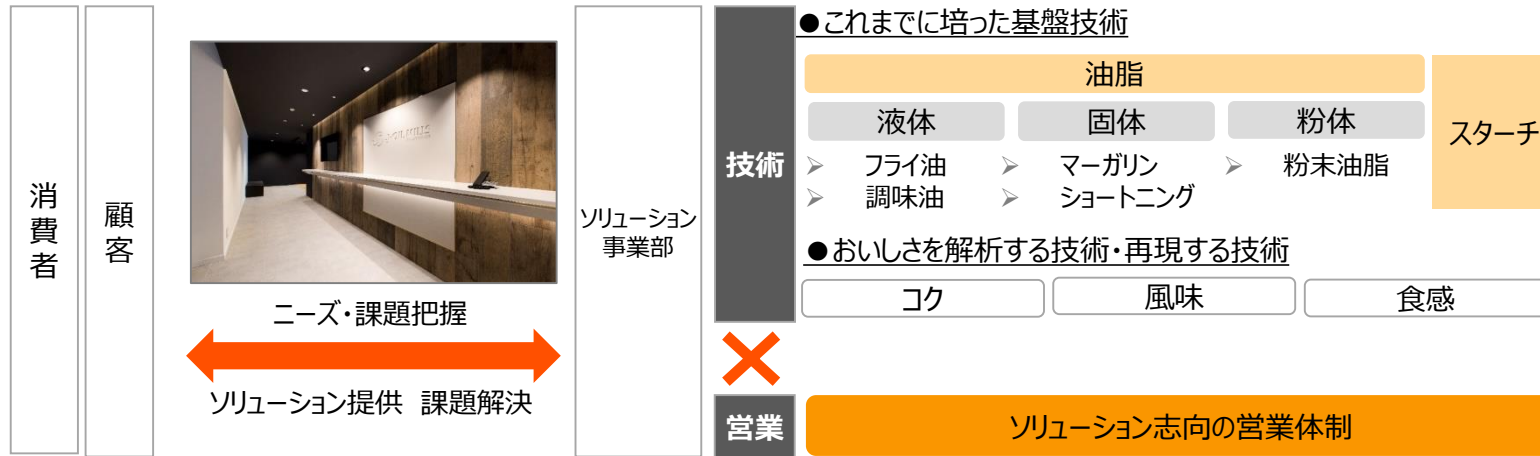 消費者
顧客
J-OIL MILLS
ニーズ・課題把握
ソリューション提供 課題解決
ソリューション
事業部
技術
●これまでに培った基盤技術
油脂
液体
固体
粉体
スターチ
➢ フライ油
➢ マーガリン
➢ 粉末油脂
➢ 調味油
➢ ショートニング
●おいしさを解析する技術・再現する技術
コク
風味
食感
営業
ソリューション志向の営業体制